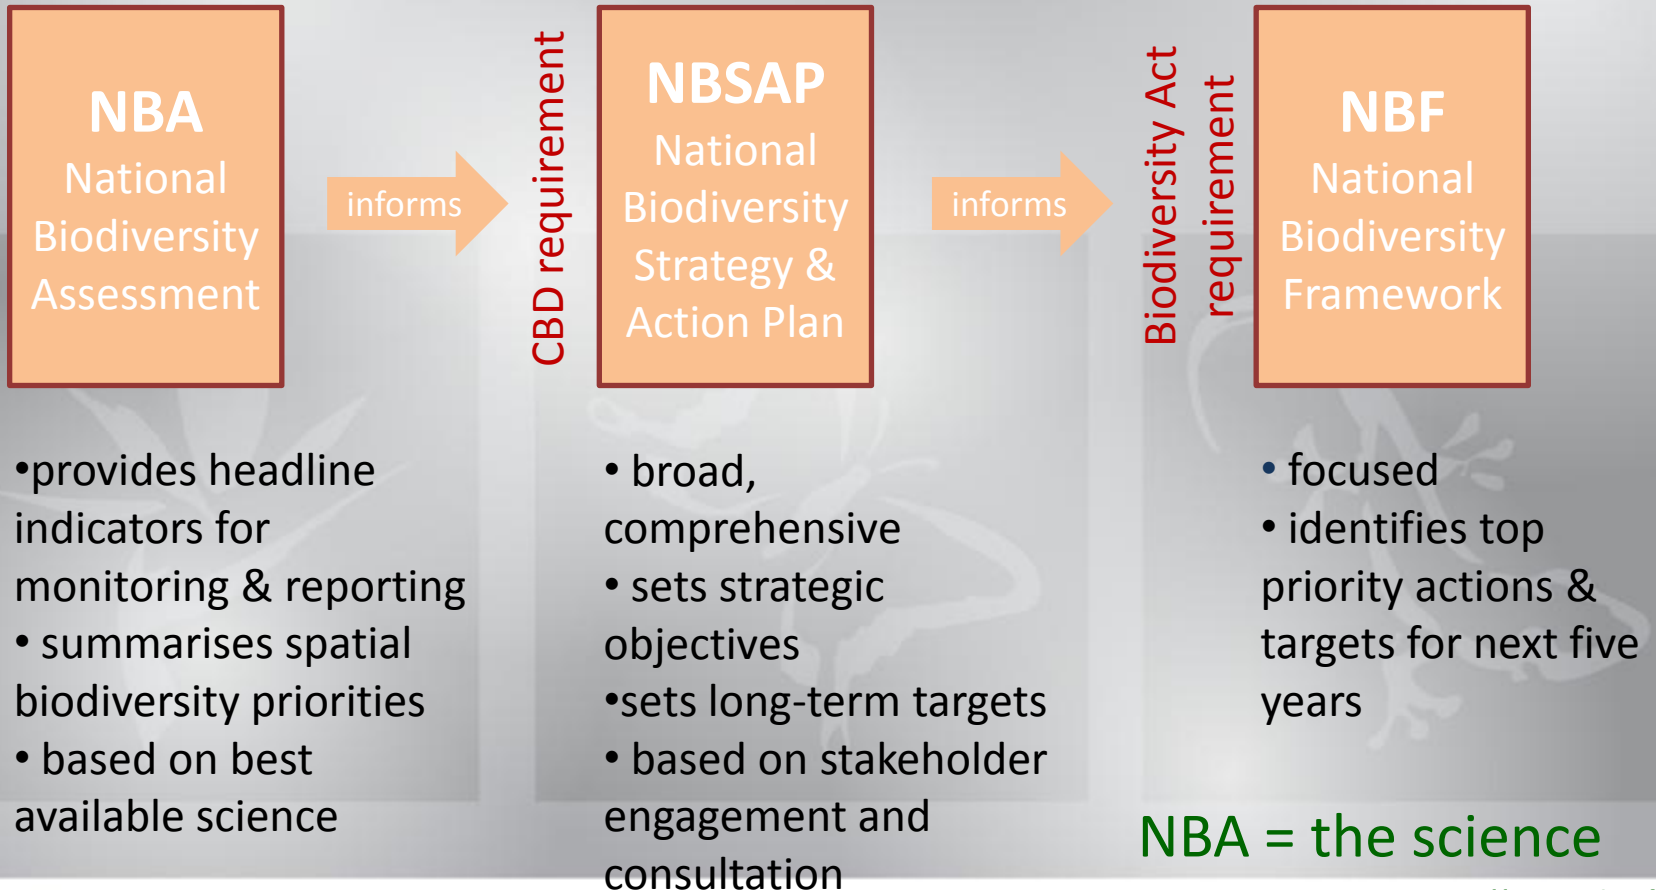 NBA
National
Biodiversity
Assessment
informs
CBD requirement
NBSAP
National
Biodiversity
Strategy &
Action Plan
informs
Biodiversity Act
requirement
NBF
National
Biodiversity
Framework
•provides headline
indicators for
monitoring & reporting
• summarises spatial
biodiversity priorities
• based on best
available science
• broad,
comprehensive
• sets strategic
objectives
•sets long-term targets
• based on stakeholder
engagement and
consultation
• focused
• identifies top
priority actions &
targets for next five
years
NBA = the science